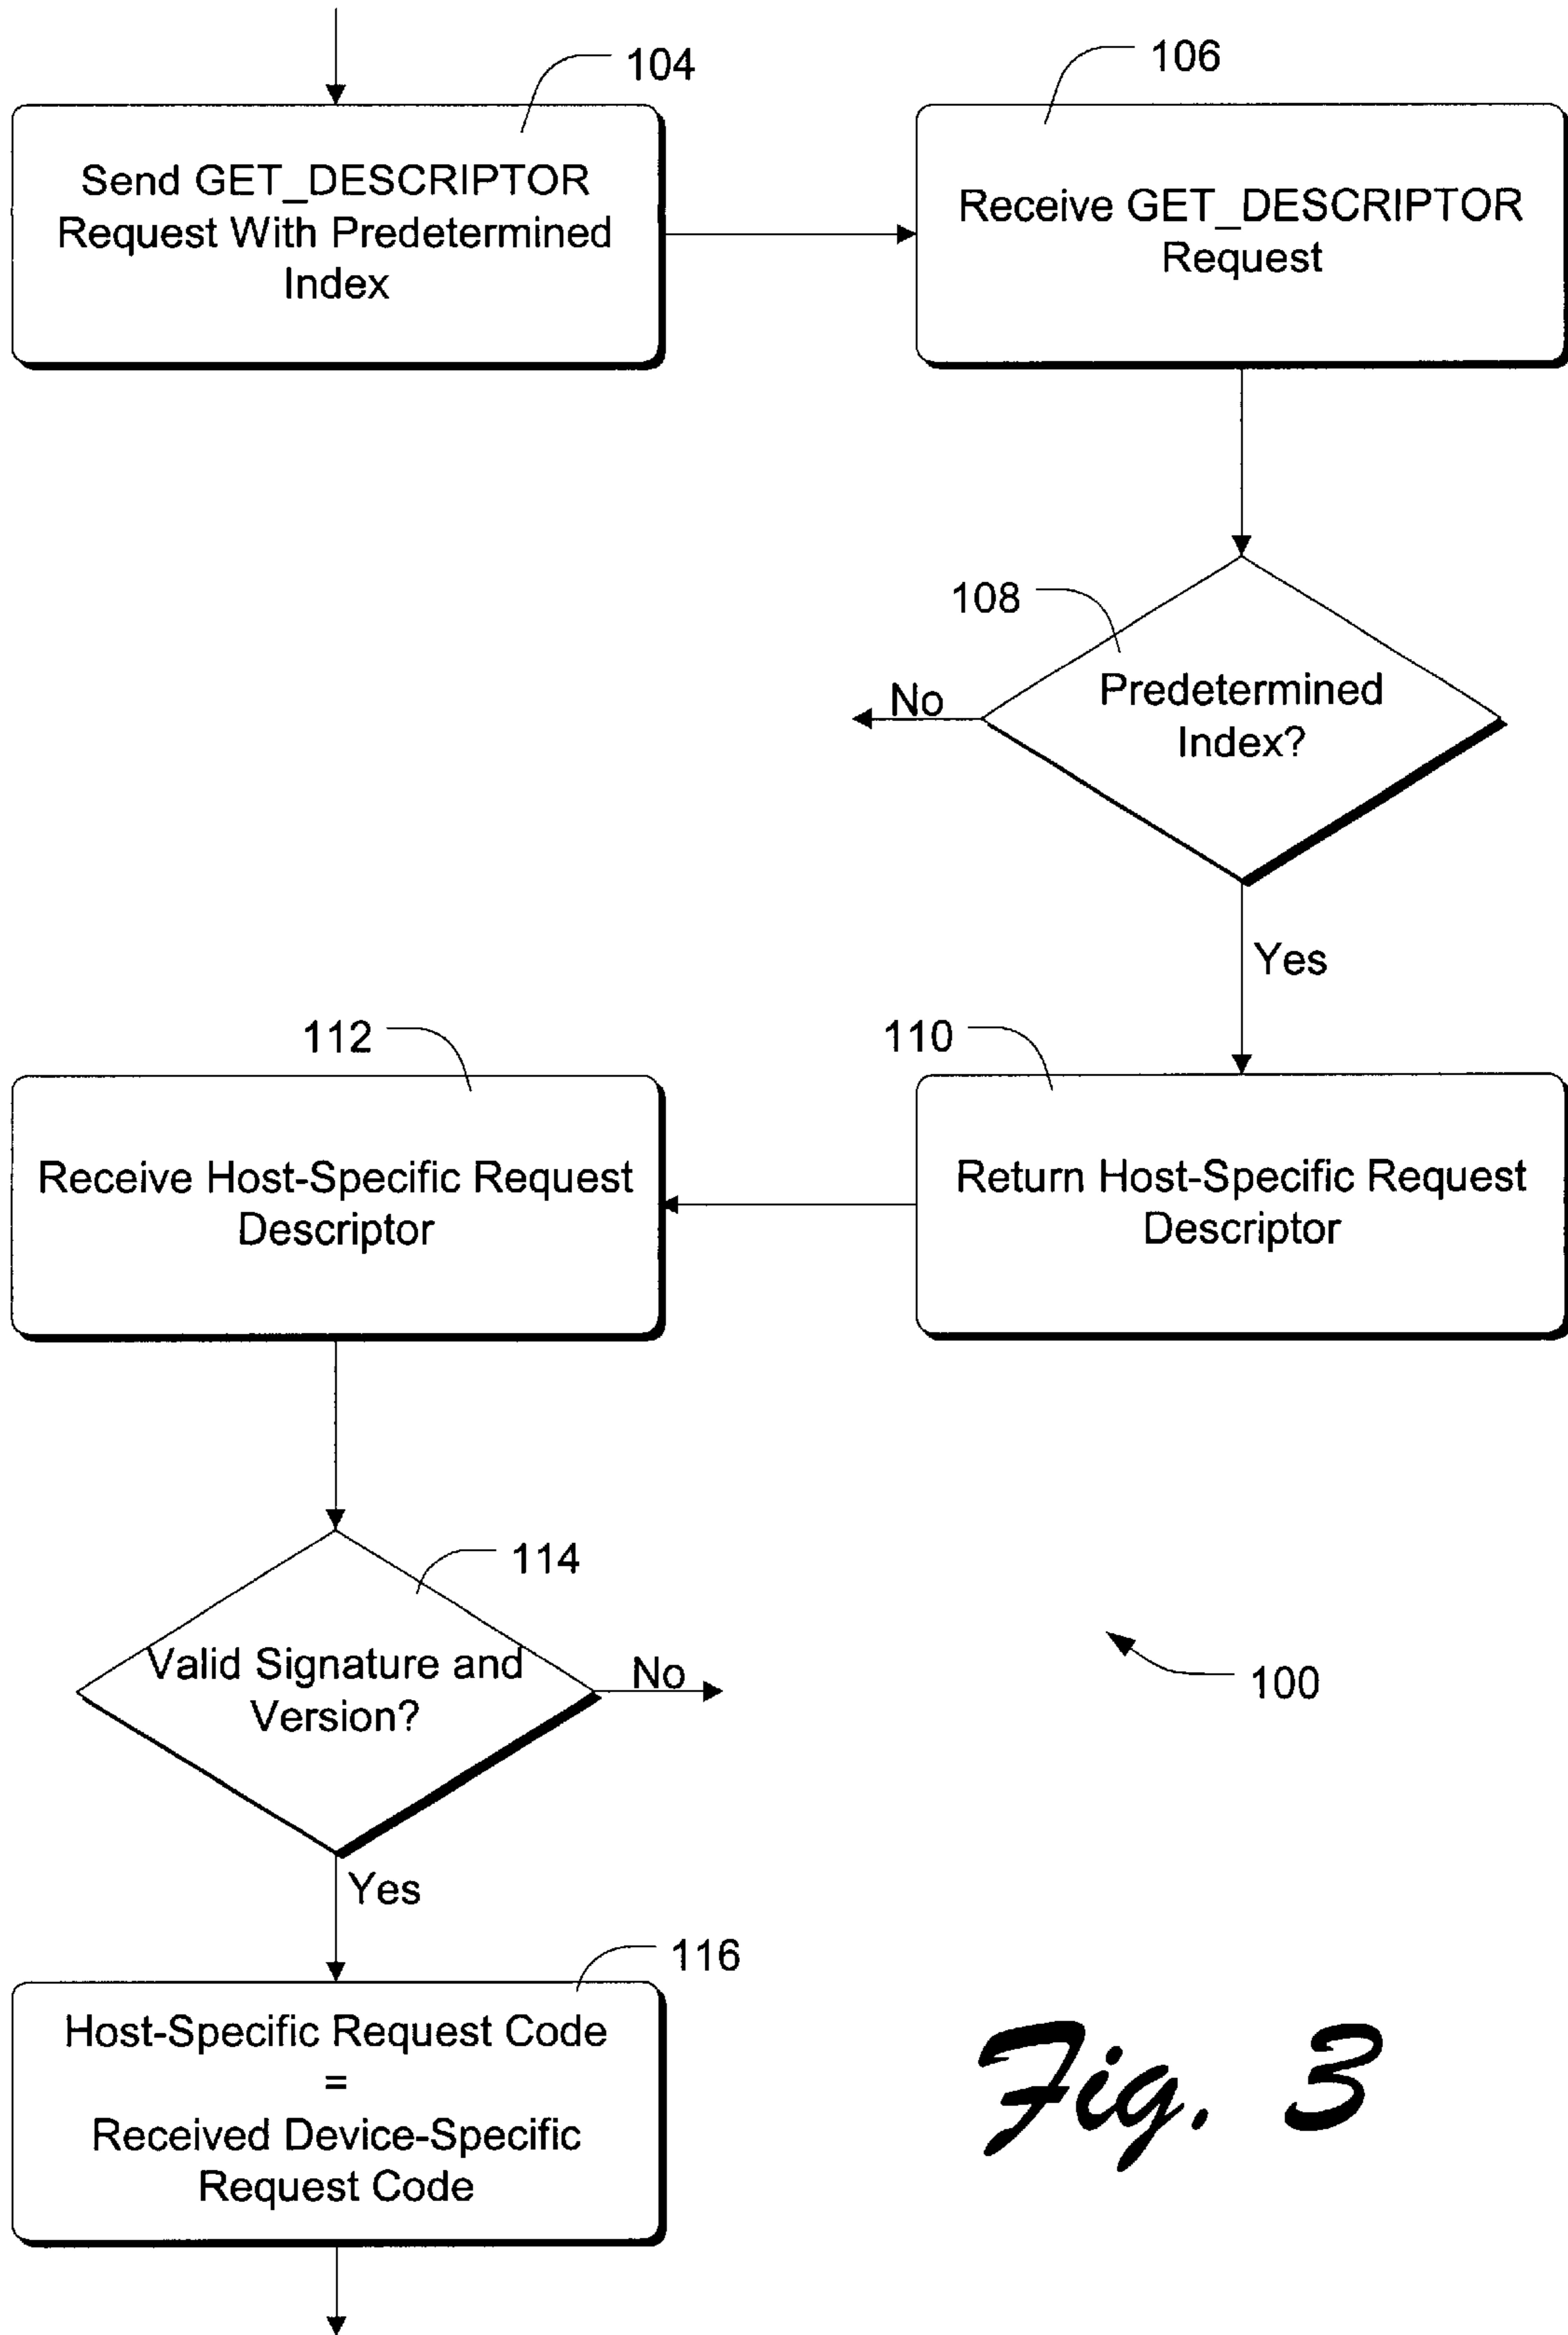 104
Send GET_DESCRIPTOR
Request With Predetermined
Index
106
Receive GET_DESCRIPTOR
Request
108
Predetermined
Index?
No
Yes
110
Return Host-Specific Request
Descriptor
112
Receive Host-Specific Request
Descriptor
114
Valid Signature and
Version?
No
Yes
100
116
Host-Specific Request Code
=
Received Device-Specific
Request Code
Fig. 3